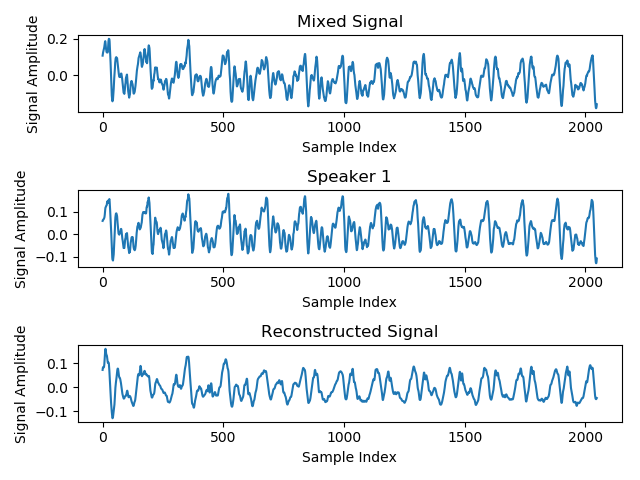 Mixed Signal
Signal Amplitude
0.2
0.0
0
500
1000
1500
2000
Sample Index
Speaker 1
Signal Amplitude
0.1
0.0
−0.1
0
500
1000
1500
2000
Sample Index
Reconstructed Signal
Signal Amplitude
0.1
0.0
−0.1
0
500
1000
1500
2000
Sample Index